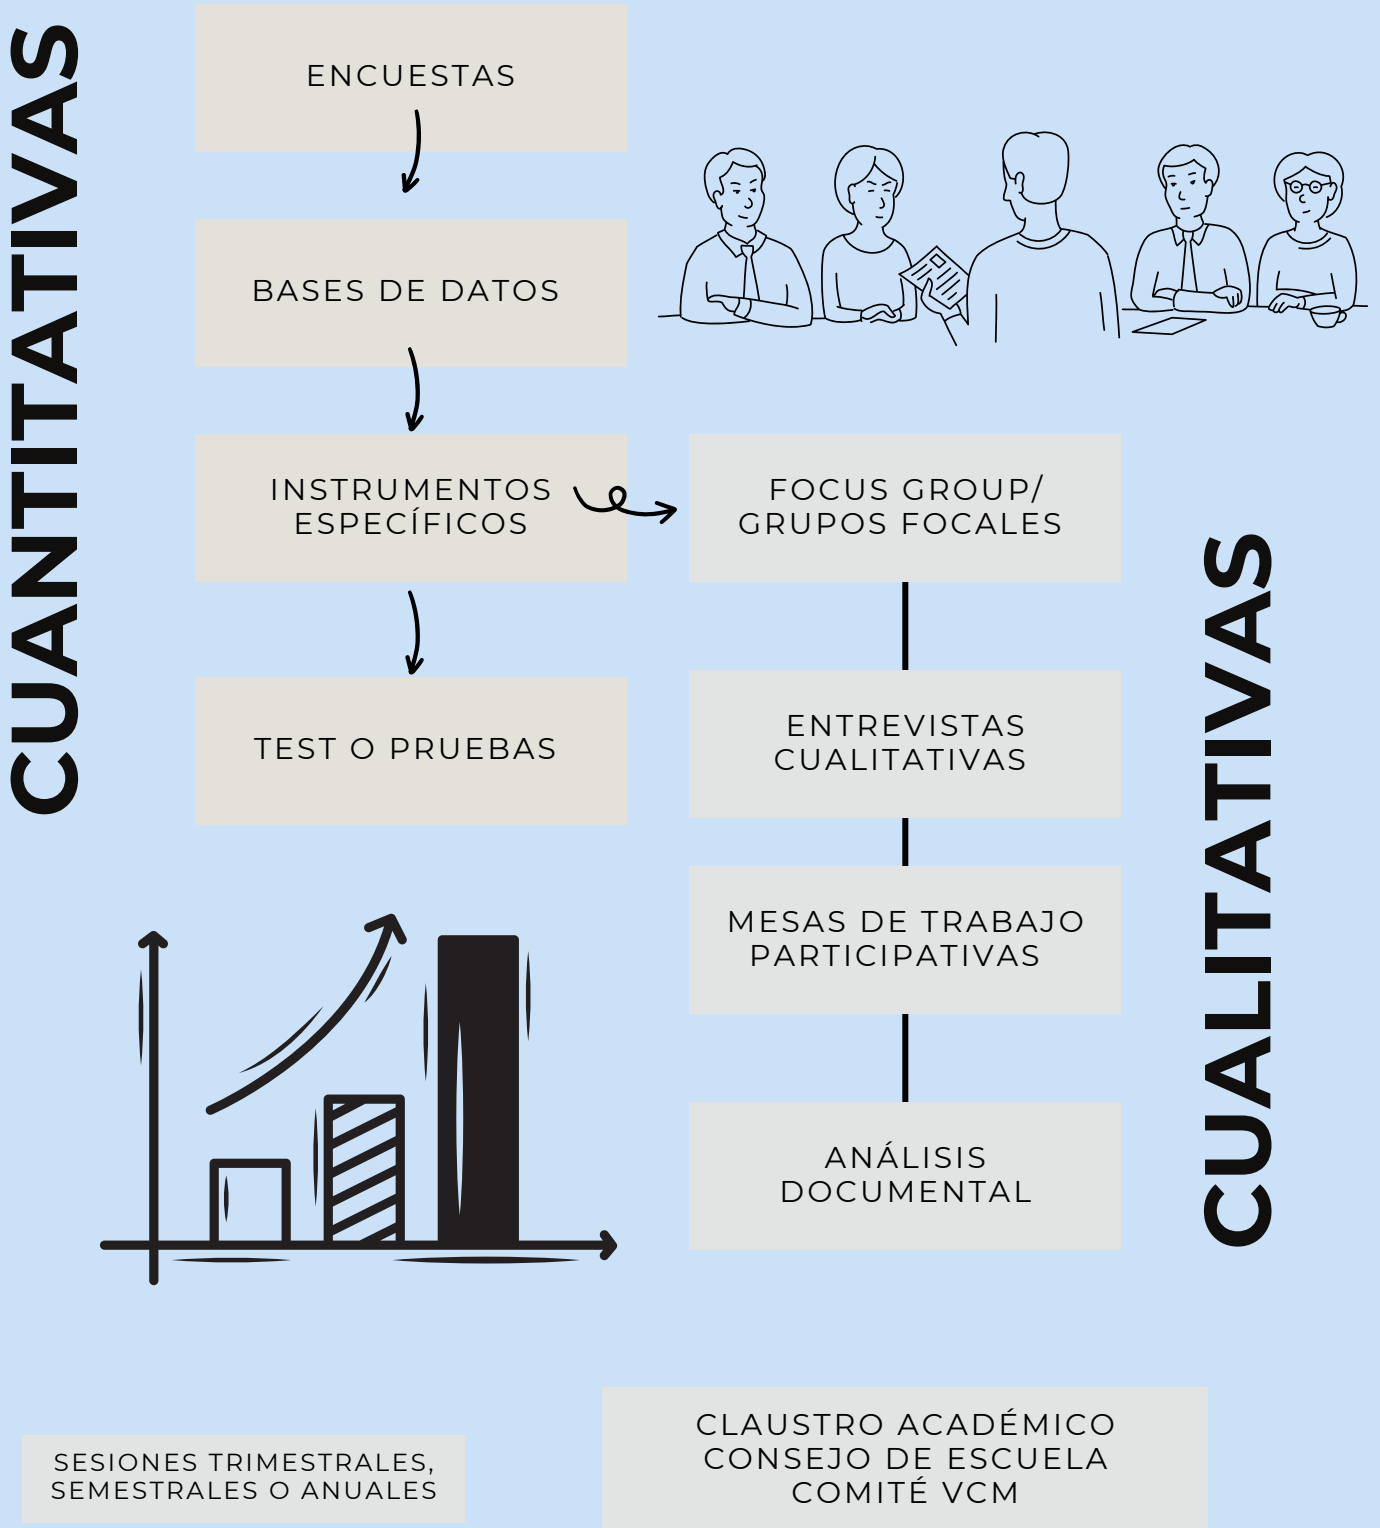 CUANTITATIVAS
ENCUESTAS
BASES DE DATOS
INSTRUMENTOS
ESPECÍFICOS
TEST O PRUEBAS
FOCUS GROUP/
GRUPOS FOCALES
ENTREVISTAS
CUALITATIVAS
MESAS DE TRABAJO
PARTICIPATIVAS
ANÁLISIS
DOCUMENTAL
CUALITATIVAS
SESIONES TRIMESTRALES,
SEMESTRALES O ANUALES
CLAUSTRO ACADÉMICO
CONSEJO DE ESCUELA
COMITÉ VCM